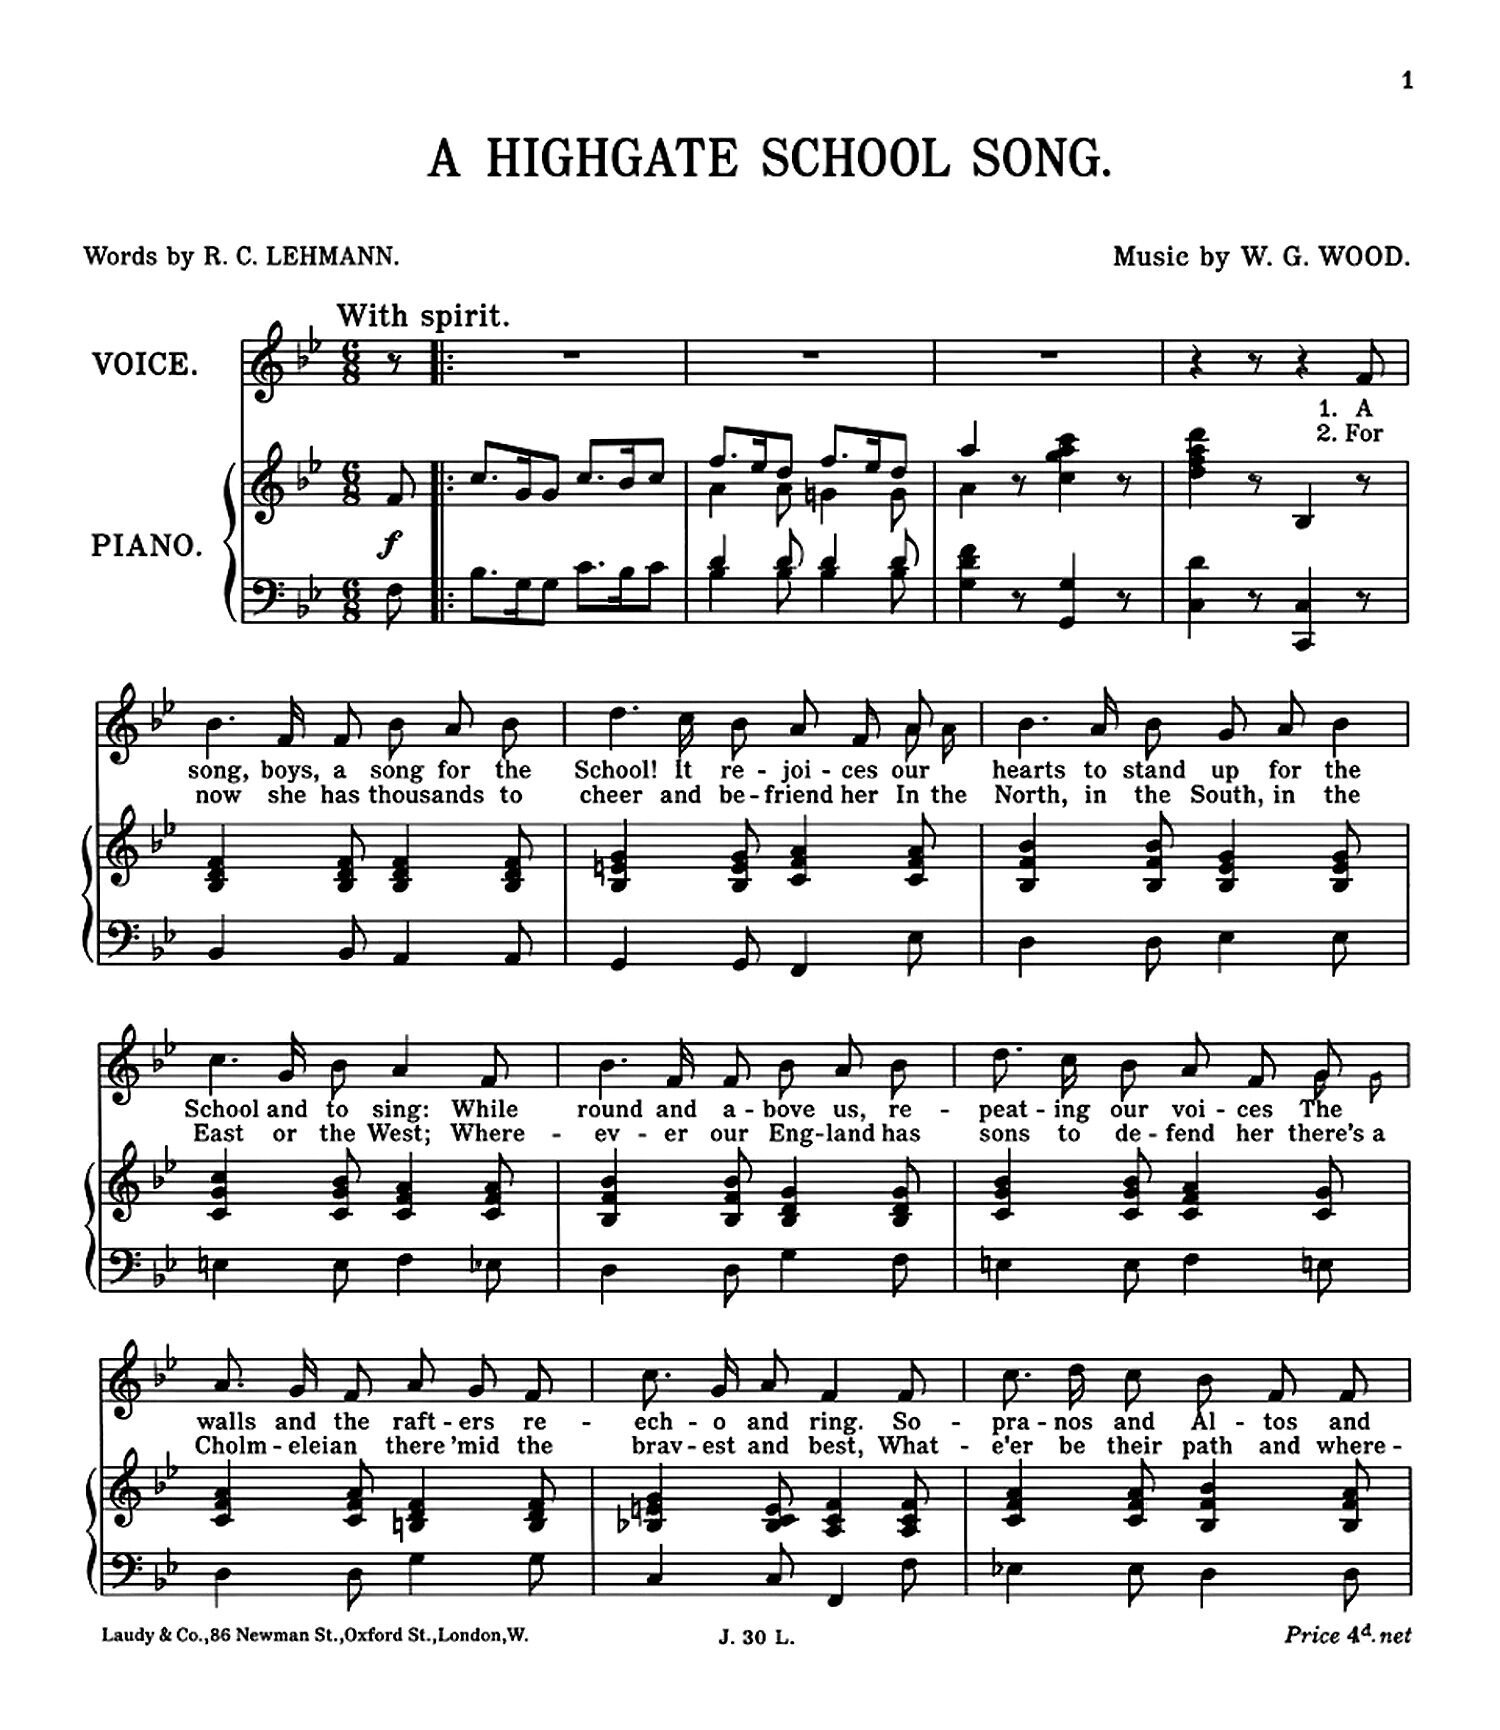 1
A HIGHGATE SCHOOL SONG.
Words by R. C. LEHMANN.
Music by W. G. WOOD.
With spirit.
VOICE.
1. A
2. For
PIANO.
f
song, boys, a song for the School! It re - joi - ces our hearts to stand up for the
now she has thousands to cheer and be - friend her In the North, in the South, in the
School and to sing: While round and a - bove us, re - peat - ing our voi - ces The
East or the West; Where - ev - er our Eng - land has sons to de - fend her there's a
walls and the raft - ers re - ech - o and ring. So - pra - nos and Al - tos and
Cholm - eleian there 'mid the brav - est and best, What - e'er be their path and where -
Laudy & Co., 86 Newman St., Oxford St., London, W.
J. 30 L.
Price 4d. net